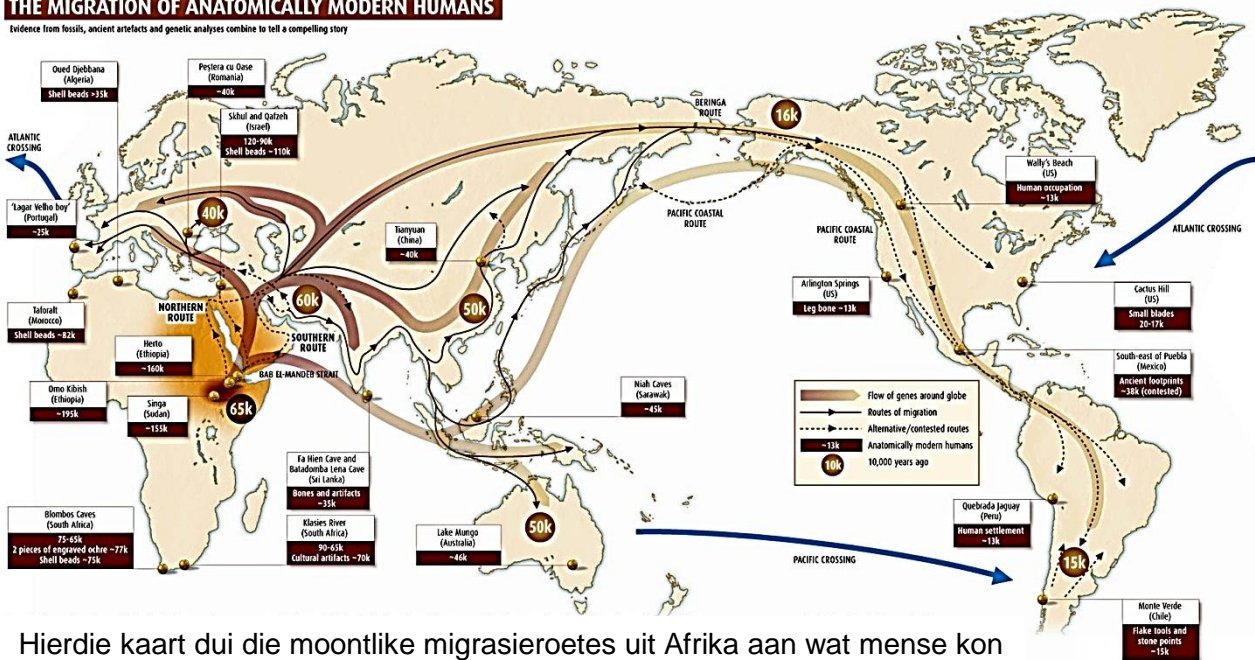 THE MIGRATION OF ANATOMICALLY MODERN HUMANS
Evidence from fossils, ancient artefacts and genetic analyses combine to tell a compelling story
Oued Djebbana
(Algeria)
Shell beads >35k
Peștera cu Oase
(Romania)
~40k
Skhul and Qafzeh
(Israel)
120-90k
Shell beads ~110k
ATLANTIC
CROSSING
'Lagar Velho boy'
(Portugal)
~25k
40k
Tianyuan
(China)
~40k
BERINGA
ROUTE
16k
PACIFIC COASTAL
ROUTE
PACIFIC COASTAL
ROUTE
Wally's Beach
(US)
Human occupation
~13k
ATLANTIC CROSSING
Arlington Springs
(US)
Leg bone ~13k
Cactus Hill
(US)
Small blades
20-17k
Taforalt
(Morocco)
Shell beads ~82k
NORTHERN
ROUTE
60k
50k
SOUTHERN
ROUTE
BAB EL-MANDEB STRAIT
Herto
(Ethiopia)
~160k
Omo Kibish
(Ethiopia)
~195k
Singa
(Sudan)
~155k
65k
Niah Caves
(Sarawak)
~45k
South-east of Puebla
(Mexico)
Ancient footprints
~38k (contested)
Flow of genes around globe
Routes of migration
Alternative/contested routes
~13k Anatomically modern humans
10k 10,000 years ago
Fa Hien Cave and
Batadomba Lena Cave
(Sri Lanka)
Bones and artifacts
~35k
Blombos Caves
(South Africa)
75-65k
2 pieces of engraved ochre ~77k
Shell beads ~75k
Klasies River
(South Africa)
90-65k
Cultural artifacts ~70k
Lake Mungo
(Australia)
~46k
50k
PACIFIC CROSSING
Quebrada Jaguay
(Peru)
Human settlement
~13k
15k
Monte Verde
(Chile)
Flake tools and
stone points
~15k
Hierdie kaart dui die moontlike migrasieroetes uit Afrika aan wat mense kon